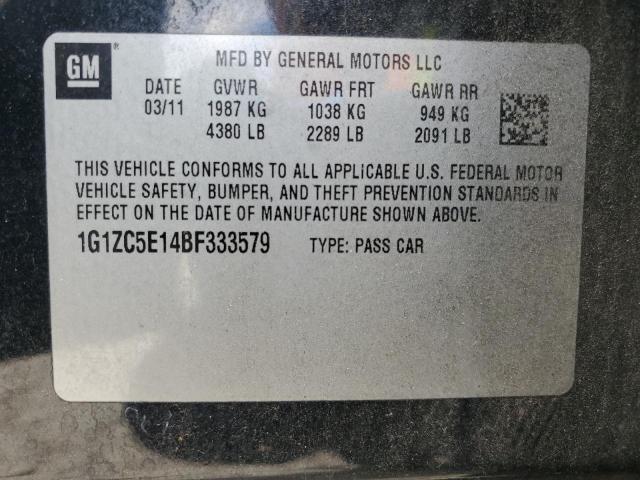 GM ®
MFD BY GENERAL MOTORS LLC
DATE GVWR GAWR FRT GAWR RR
03/11 1987 KG 1038 KG 949 KG
4380 LB 2289 LB 2091 LB
THIS VEHICLE CONFORMS TO ALL APPLICABLE U.S. FEDERAL MOTOR
VEHICLE SAFETY, BUMPER, AND THEFT PREVENTION STANDARDS IN
EFFECT ON THE DATE OF MANUFACTURE SHOWN ABOVE.
1G1ZC5E14BF333579 TYPE: PASS CAR